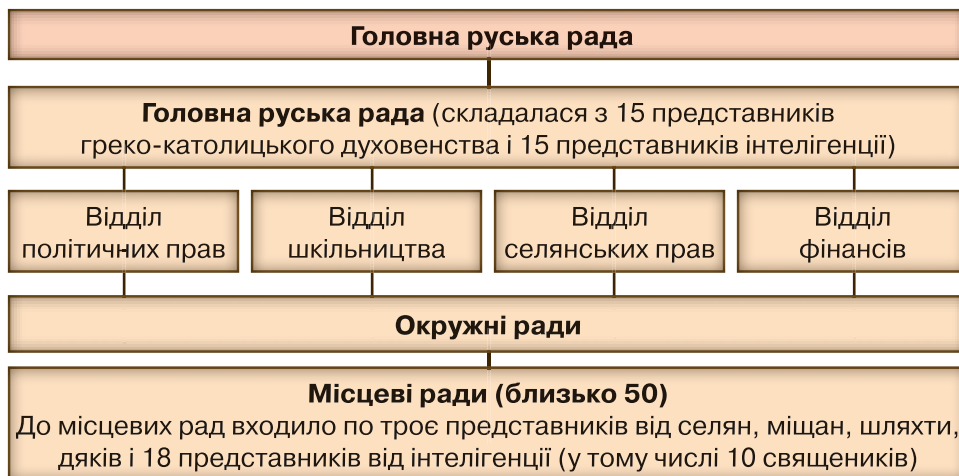 Головна руська рада
Головна руська рада (складалася з 15 представників
греко-католицького духовенства і 15 представників інтелігенції)
Відділ
політичних прав
Відділ
шкільництва
Відділ
селянських прав
Відділ
фінансів
Окружні ради
Місцеві ради (близько 50)
До місцевих рад входило по троє представників від селян, міщан, шляхти,
дяків і 18 представників від інтелігенції (у тому числі 10 священиків)